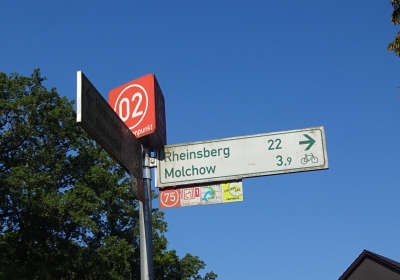 02
Rheinsberg 22
Molchow 3,9
75